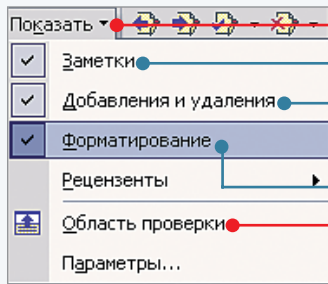 Показать
Заметки
Добавления и удаления
Форматирование
Рецензенты
Область проверки
Параметры...